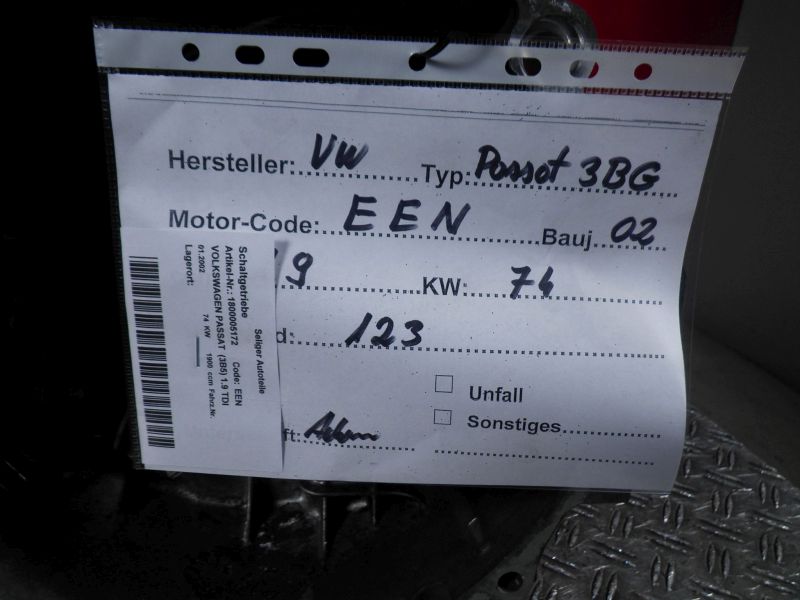 Hersteller: VW Typ: Passat 3BG
Motor-Code: EEN Bauj. 02
9 KW: 74
d: 123
Unfall
Sonstiges
ft:
Seliger Autoteile
Schaltgetriebe
Artikel-Nr.: 1800005172 Code: EEN
VOLKSWAGEN PASSAT (3B5) 1.9 TDI
01.2002 74 KW 1900 ccm Fahrz.Nr.
Lagerort: